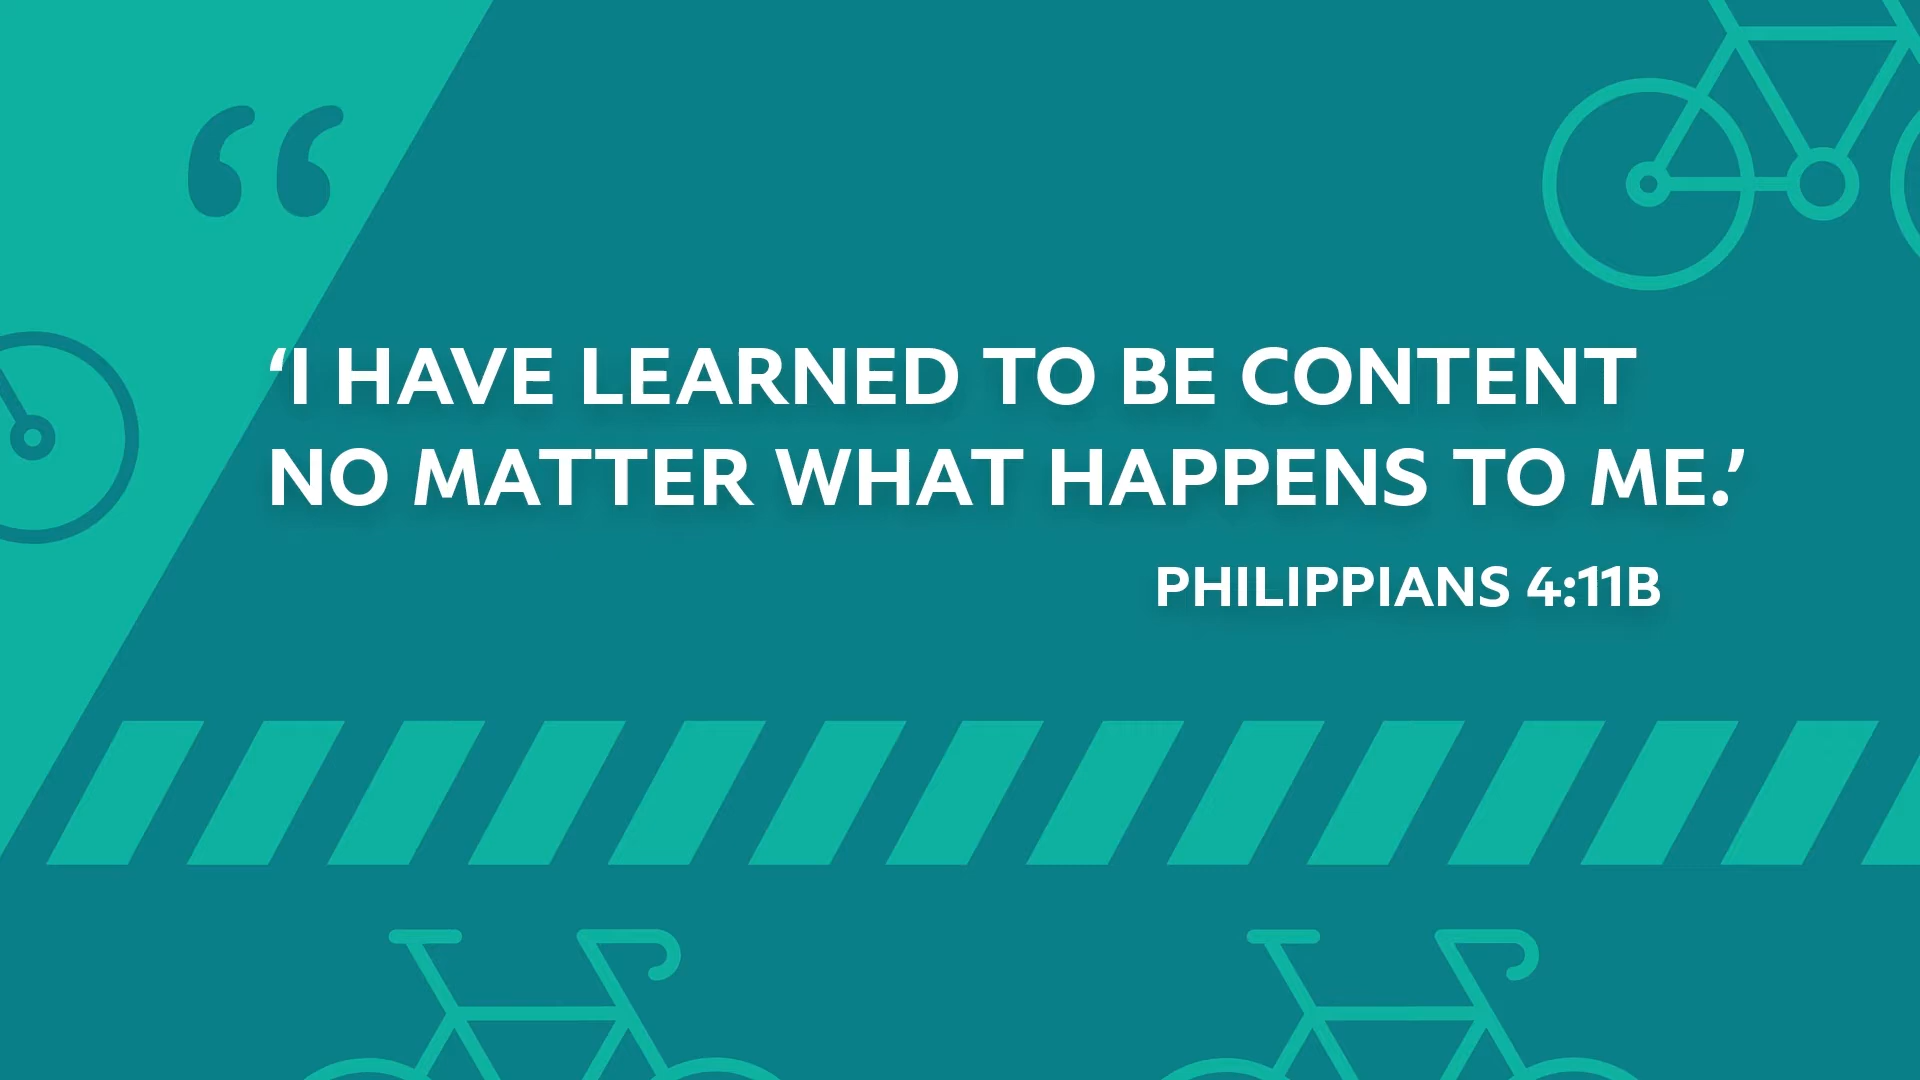 “
‘I HAVE LEARNED TO BE CONTENT
NO MATTER WHAT HAPPENS TO ME.’
PHILIPPIANS 4:11B